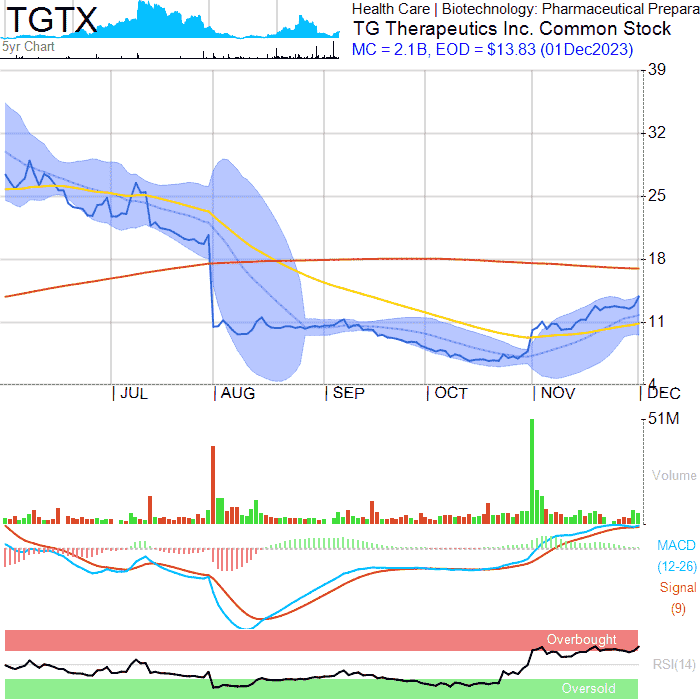 TGTX
5yr Chart
Health Care | Biotechnology: Pharmaceutical Prepara
TG Therapeutics Inc. Common Stock
MC = 2.1B, EOD = $13.83 (01Dec2023)
39
32
25
18
11
4
JUL
AUG
SEP
OCT
NOV
DEC
51M
Volume
MACD
(12-26)
Signal
(9)
Overbought
RSI(14)
Oversold